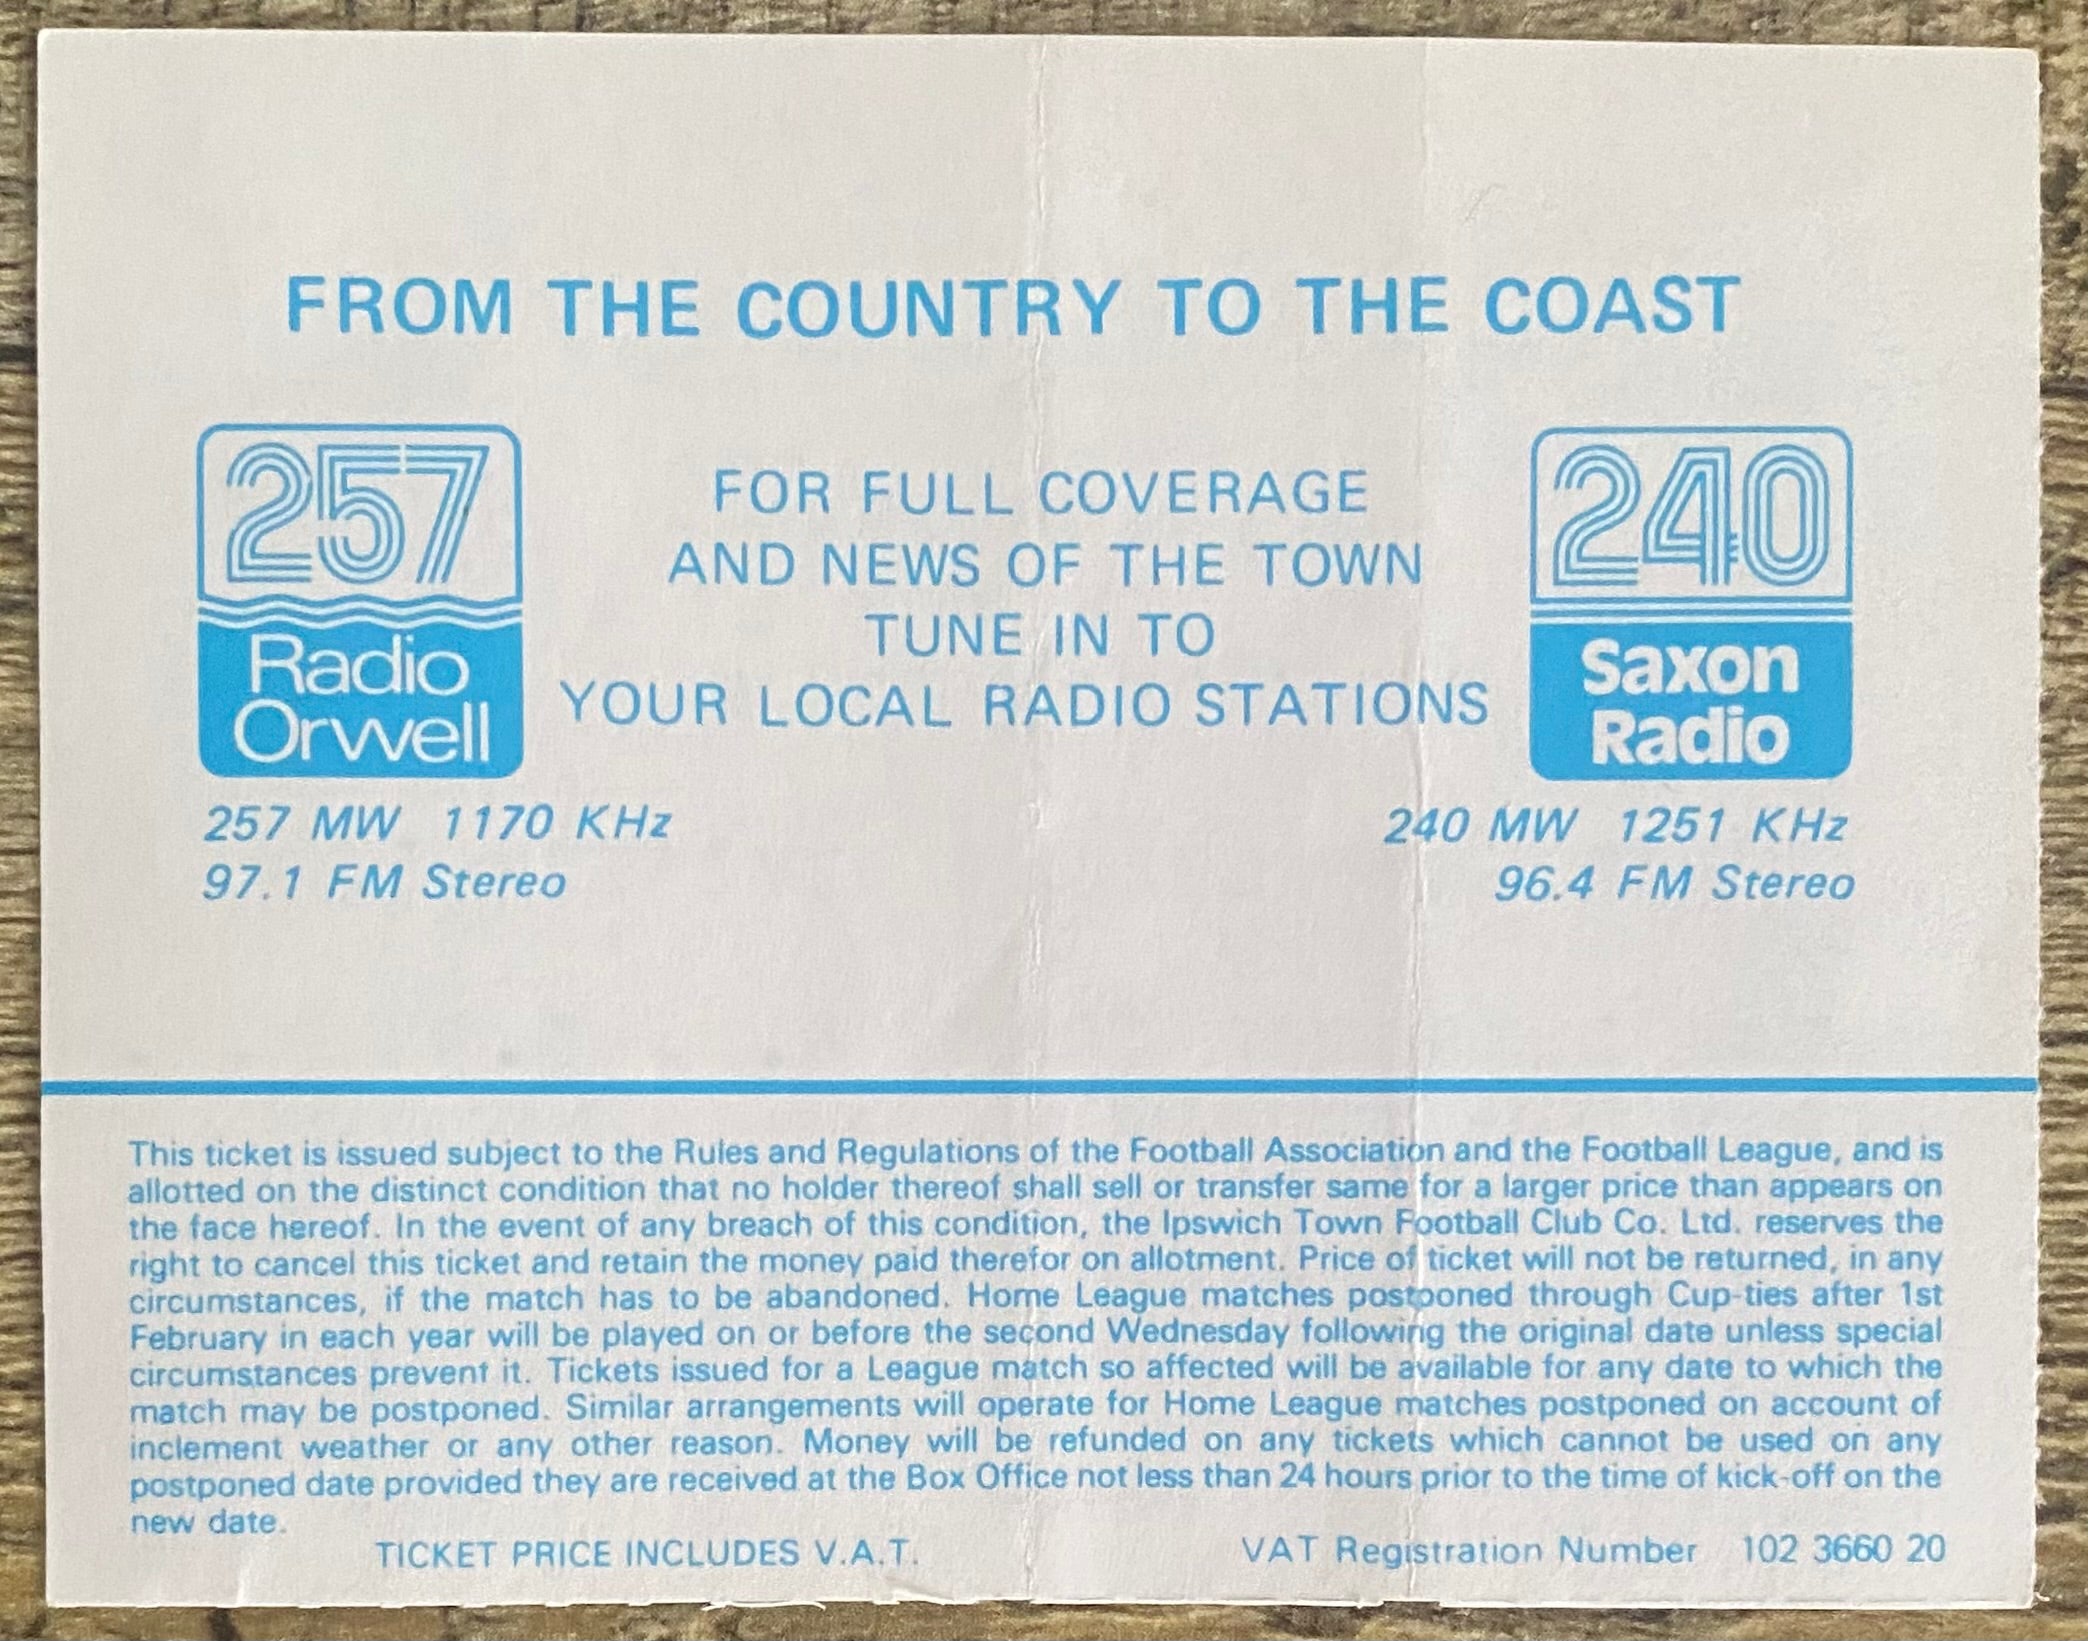 FROM THE COUNTRY TO THE COAST
257
Radio
Orwell
FOR FULL COVERAGE
AND NEWS OF THE TOWN
TUNE IN TO
YOUR LOCAL RADIO STATIONS
240
Saxon
Radio
257 MW 1170 KHz
97.1 FM Stereo
240 MW 1251 KHz
96.4 FM Stereo
This ticket is issued subject to the Rules and Regulations of the Football Association and the Football League, and is
allotted on the distinct condition that no holder thereof shall sell or transfer same for a larger price than appears on
the face hereof. In the event of any breach of this condition, the Ipswich Town Football Club Co. Ltd. reserves the
right to cancel this ticket and retain the money paid therefor on allotment. Price of ticket will not be returned, in any
circumstances, if the match has to be abandoned. Home League matches postponed through Cup-ties after 1st
February in each year will be played on or before the second Wednesday following the original date unless special
circumstances prevent it. Tickets issued for a League match so affected will be available for any date to which the
match may be postponed. Similar arrangements will operate for Home League matches postponed on account of
inclement weather or any other reason. Money will be refunded on any tickets which cannot be used on any
postponed date provided they are received at the Box Office not less than 24 hours prior to the time of kick-off on the
new date.
TICKET PRICE INCLUDES V.A.T.
VAT Registration Number 102 3660 20